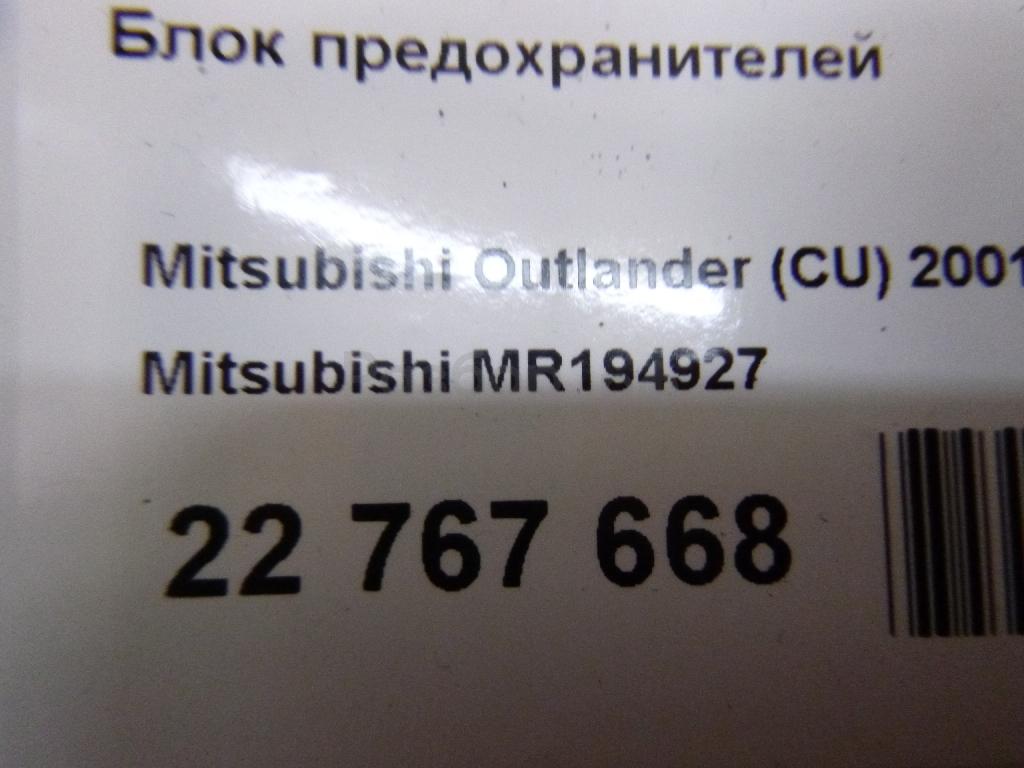 Блок предохранителей
Mitsubishi Outlander (CU) 2001
Mitsubishi MR194927
22 767 668